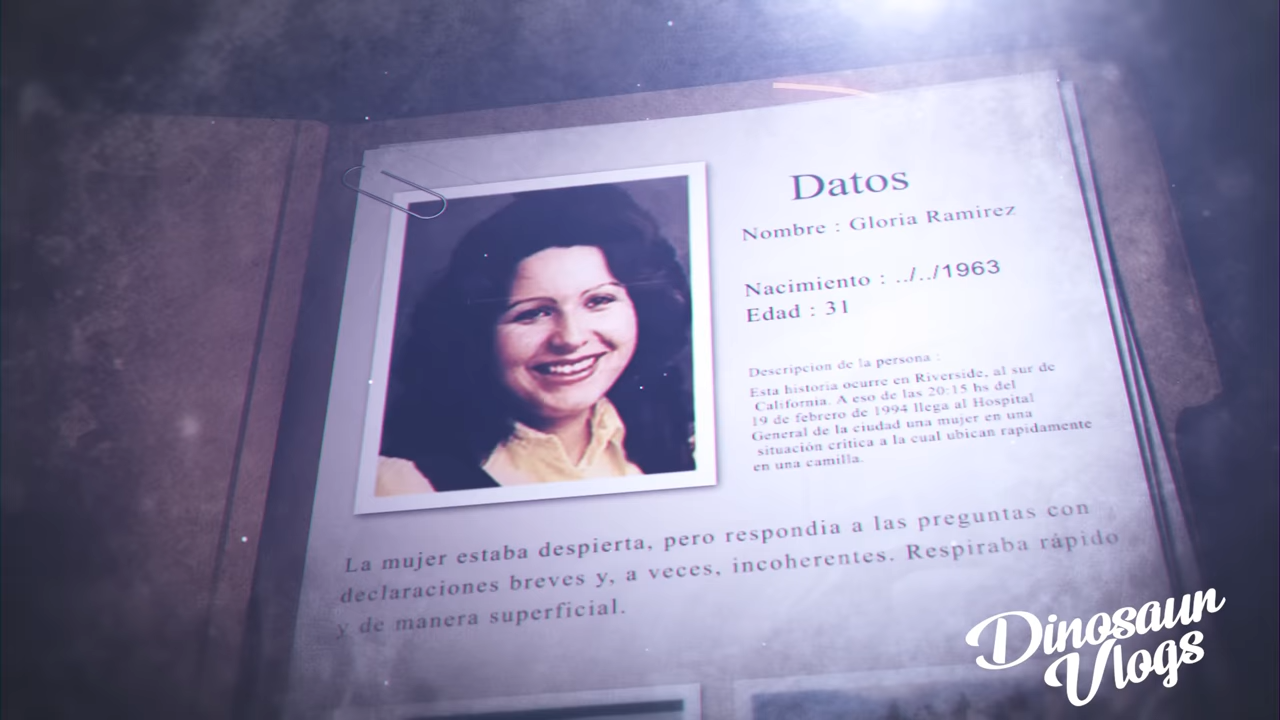 Datos
Nombre : Gloria Ramirez
Nacimiento : ../../1963
Edad : 31
Descripcion de la persona :
Esta historia ocurre en Riverside, al sur de
California. A eso de las 20:15 hs del
19 de febrero de 1994 llega al Hospital
General de la ciudad una mujer en una
situación crítica a la cual ubican rapidamente
en una camilla.
La mujer estaba despierta, pero respondia a las preguntas con
declaraciones breves y, a veces, incoherentes. Respiraba rápido
y de manera superficial.
Dinosaur
Vlogs